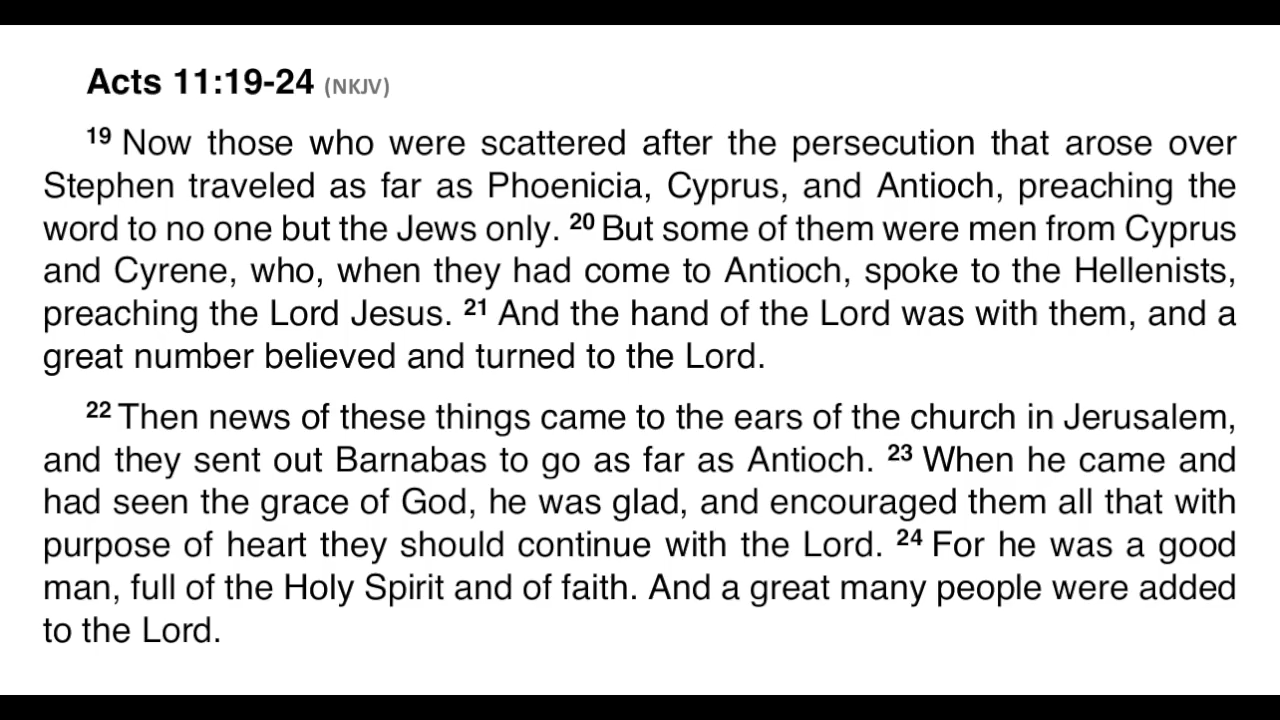 Acts 11:19-24 (NKJV)
19 Now those who were scattered after the persecution that arose over
Stephen traveled as far as Phoenicia, Cyprus, and Antioch, preaching the
word to no one but the Jews only. 20 But some of them were men from Cyprus
and Cyrene, who, when they had come to Antioch, spoke to the Hellenists,
preaching the Lord Jesus. 21 And the hand of the Lord was with them, and a
great number believed and turned to the Lord.
22 Then news of these things came to the ears of the church in Jerusalem,
and they sent out Barnabas to go as far as Antioch. 23 When he came and
had seen the grace of God, he was glad, and encouraged them all that with
purpose of heart they should continue with the Lord. 24 For he was a good
man, full of the Holy Spirit and of faith. And a great many people were added
to the Lord.